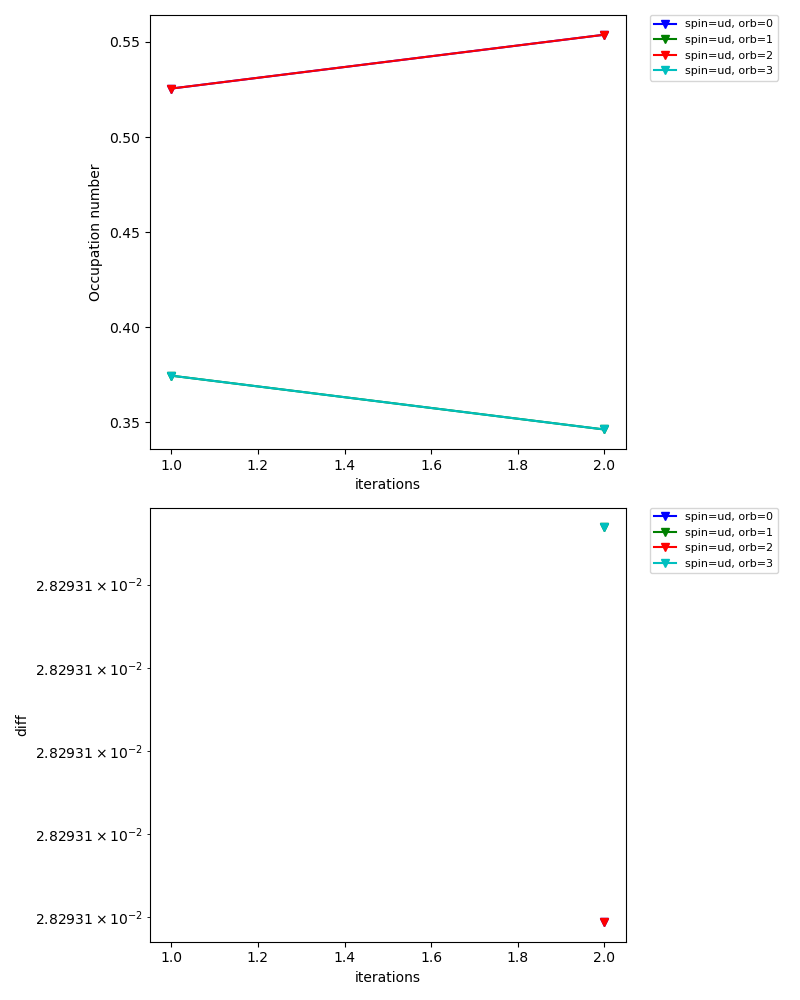 0.55
0.50
0.45
0.40
0.35
Occupation number
1.0 1.2 1.4 1.6 1.8 2.0
iterations
spin=ud, orb=0
spin=ud, orb=1
spin=ud, orb=2
spin=ud, orb=3
2.82931 × 10⁻²
2.82931 × 10⁻²
2.82931 × 10⁻²
2.82931 × 10⁻²
2.82931 × 10⁻²
diff
1.0 1.2 1.4 1.6 1.8 2.0
iterations
spin=ud, orb=0
spin=ud, orb=1
spin=ud, orb=2
spin=ud, orb=3